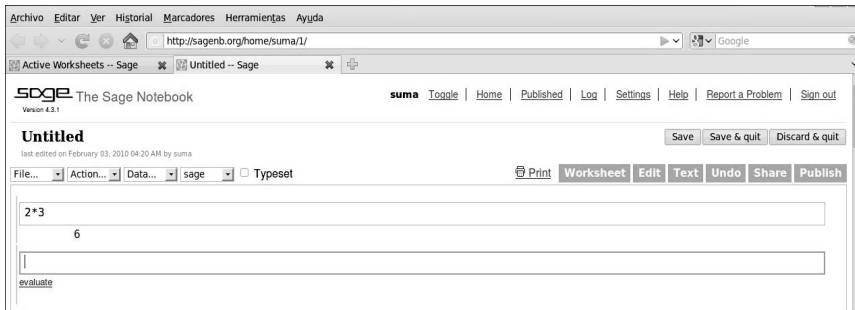 Archivo Editar Ver Historial Marcadores Herramientas Ayuda
http://sagenb.org/home/suma/1/ Google
Active Worksheets -- Sage Untitled -- Sage
sage The Sage Notebook suma Toggle | Home | Published | Log | Settings | Help | Report a Problem | Sign out
Version 4.3.1
Untitled Save Save & quit Discard & quit
last edited on February 03, 2010 04:20 AM by suma
File... Action... Data... sage Typeset Print Worksheet Edit Text Undo Share Publish
2*3
6
evaluate